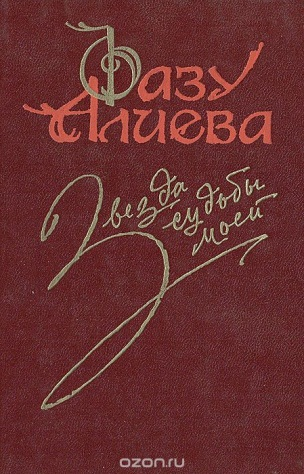 Фазу
Алиева
Звезда
судьбы
моей
ozon.ru